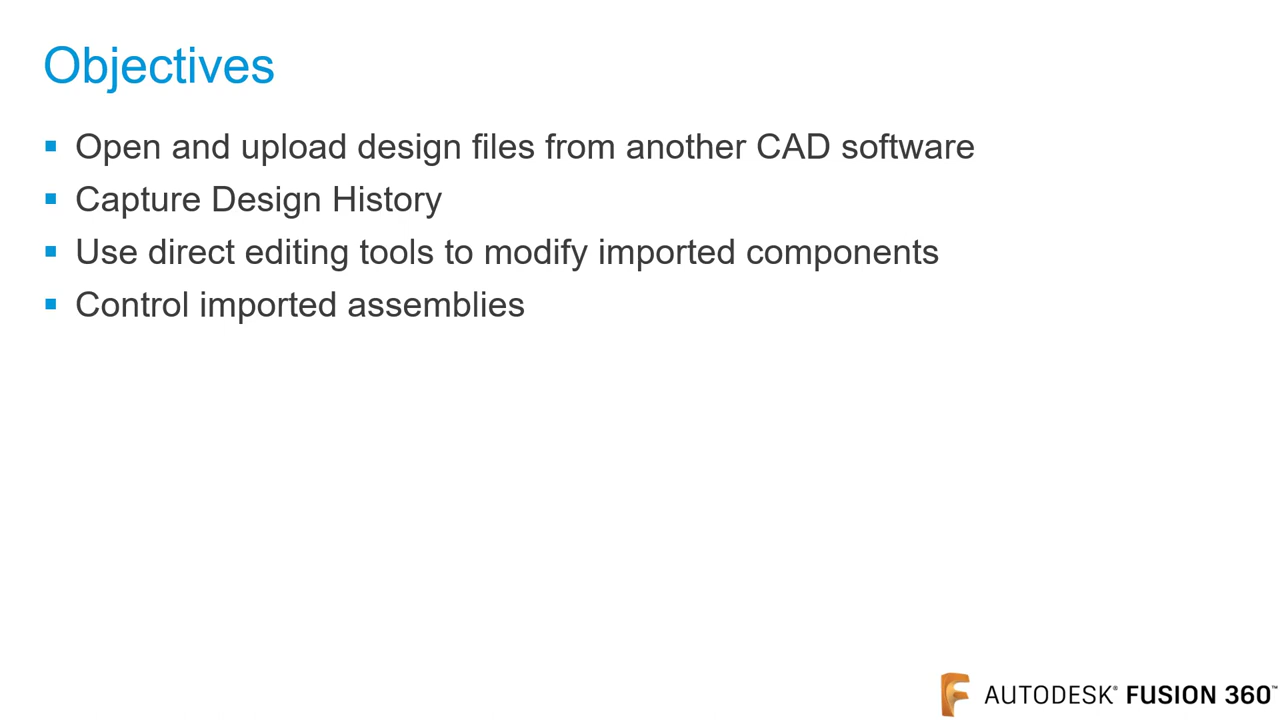 Objectives
▪ Open and upload design files from another CAD software
▪ Capture Design History
▪ Use direct editing tools to modify imported components
▪ Control imported assemblies
AUTODESK® FUSION 360™